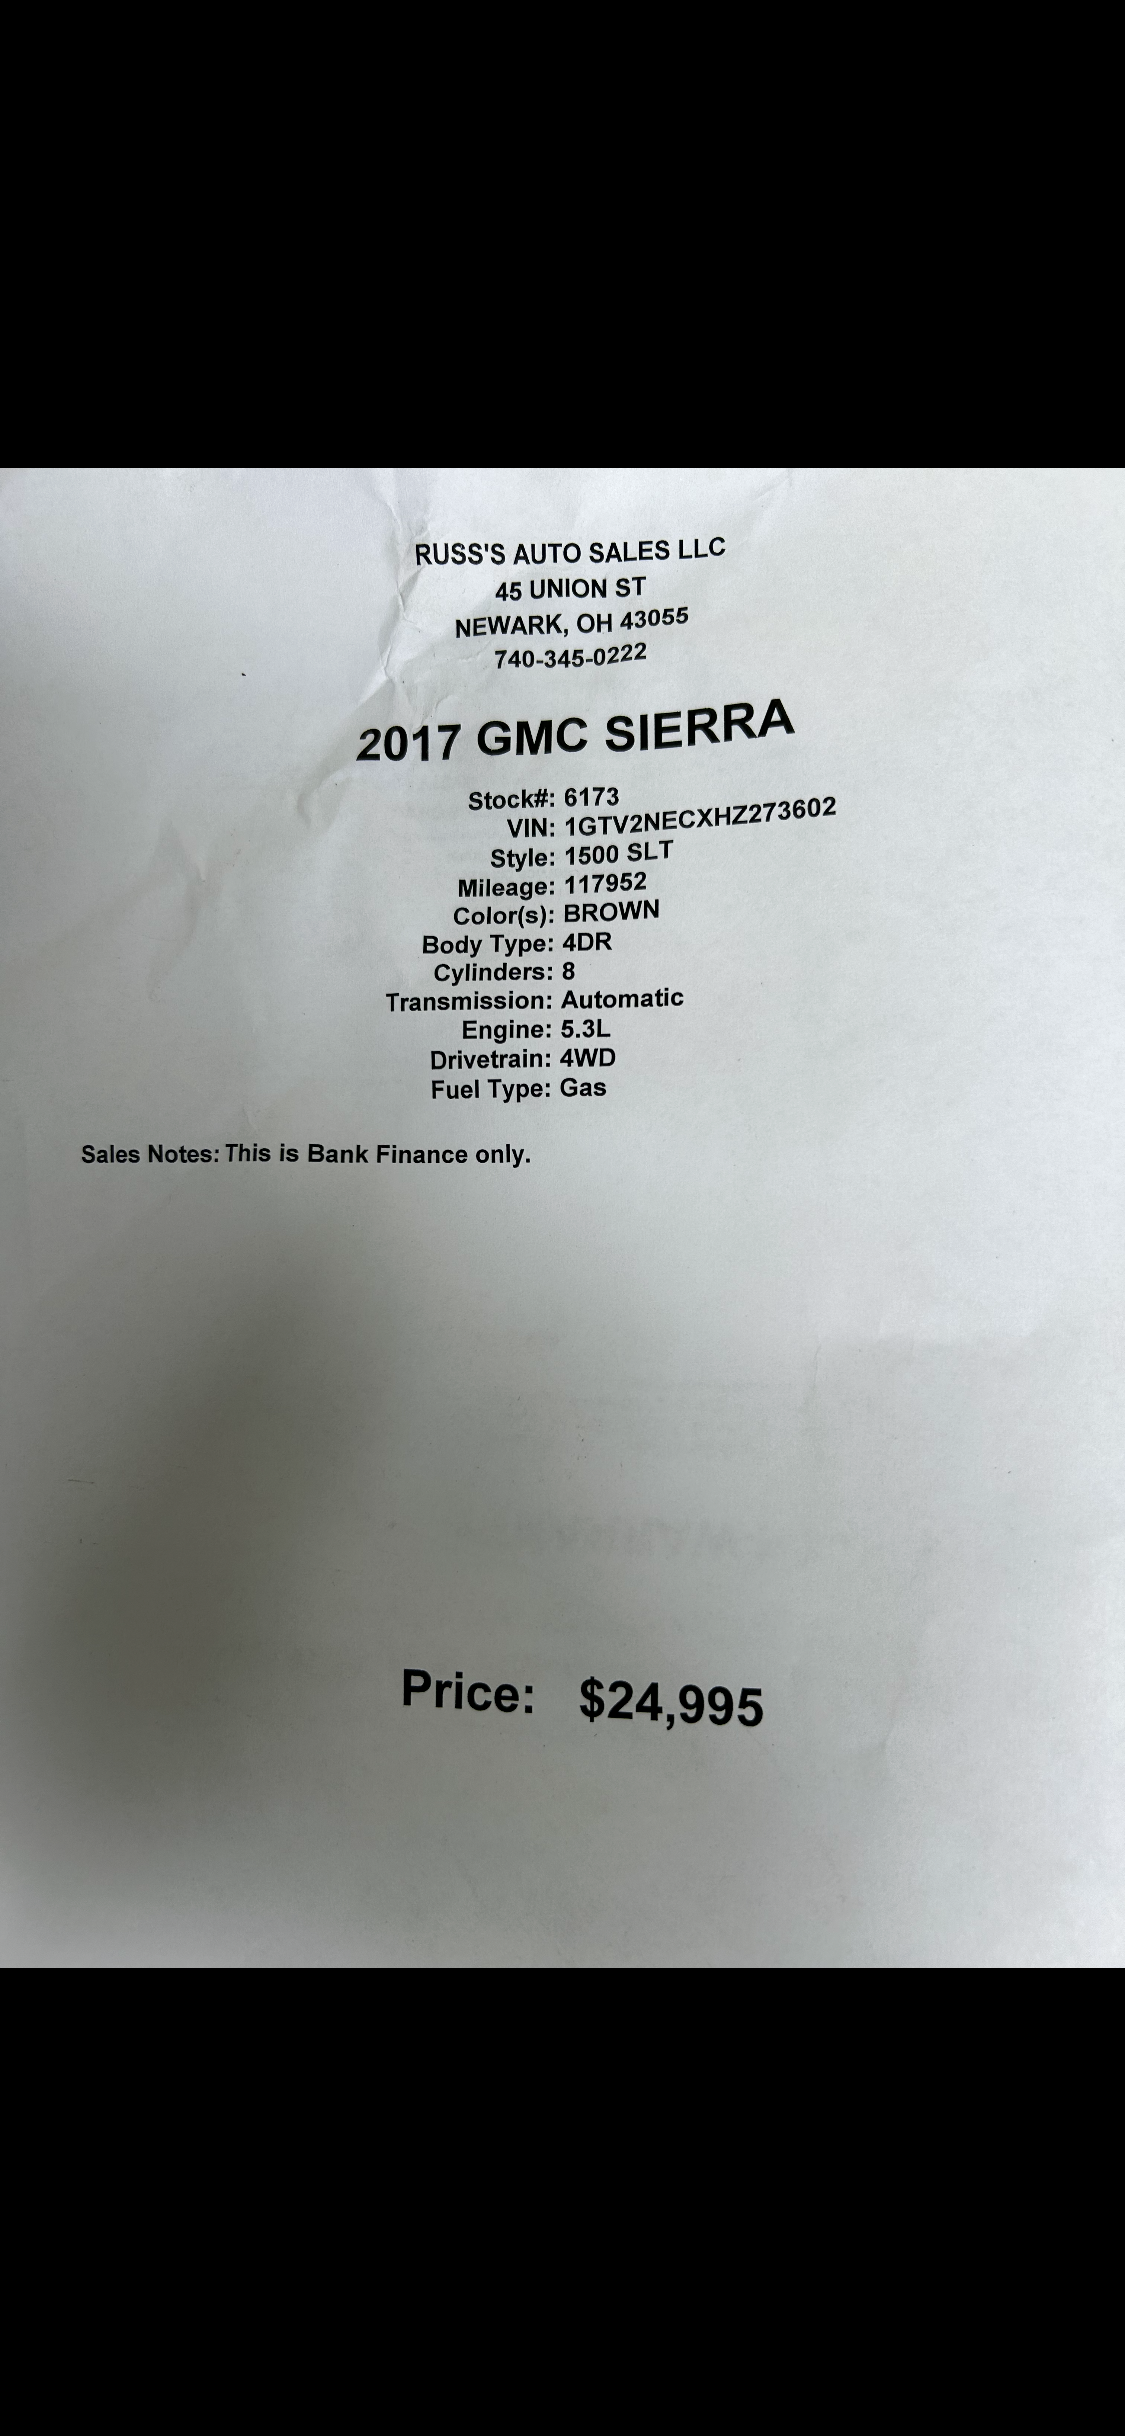 RUSS'S AUTO SALES LLC
45 UNION ST
NEWARK, OH 43055
740-345-0222
2017 GMC SIERRA
Stock#: 6173
VIN: 1GTV2NECXHZ273602
Style: 1500 SLT
Mileage: 117952
Color(s): BROWN
Body Type: 4DR
Cylinders: 8
Transmission: Automatic
Engine: 5.3L
Drivetrain: 4WD
Fuel Type: Gas
Sales Notes: This is Bank Finance only.
Price: $24,995